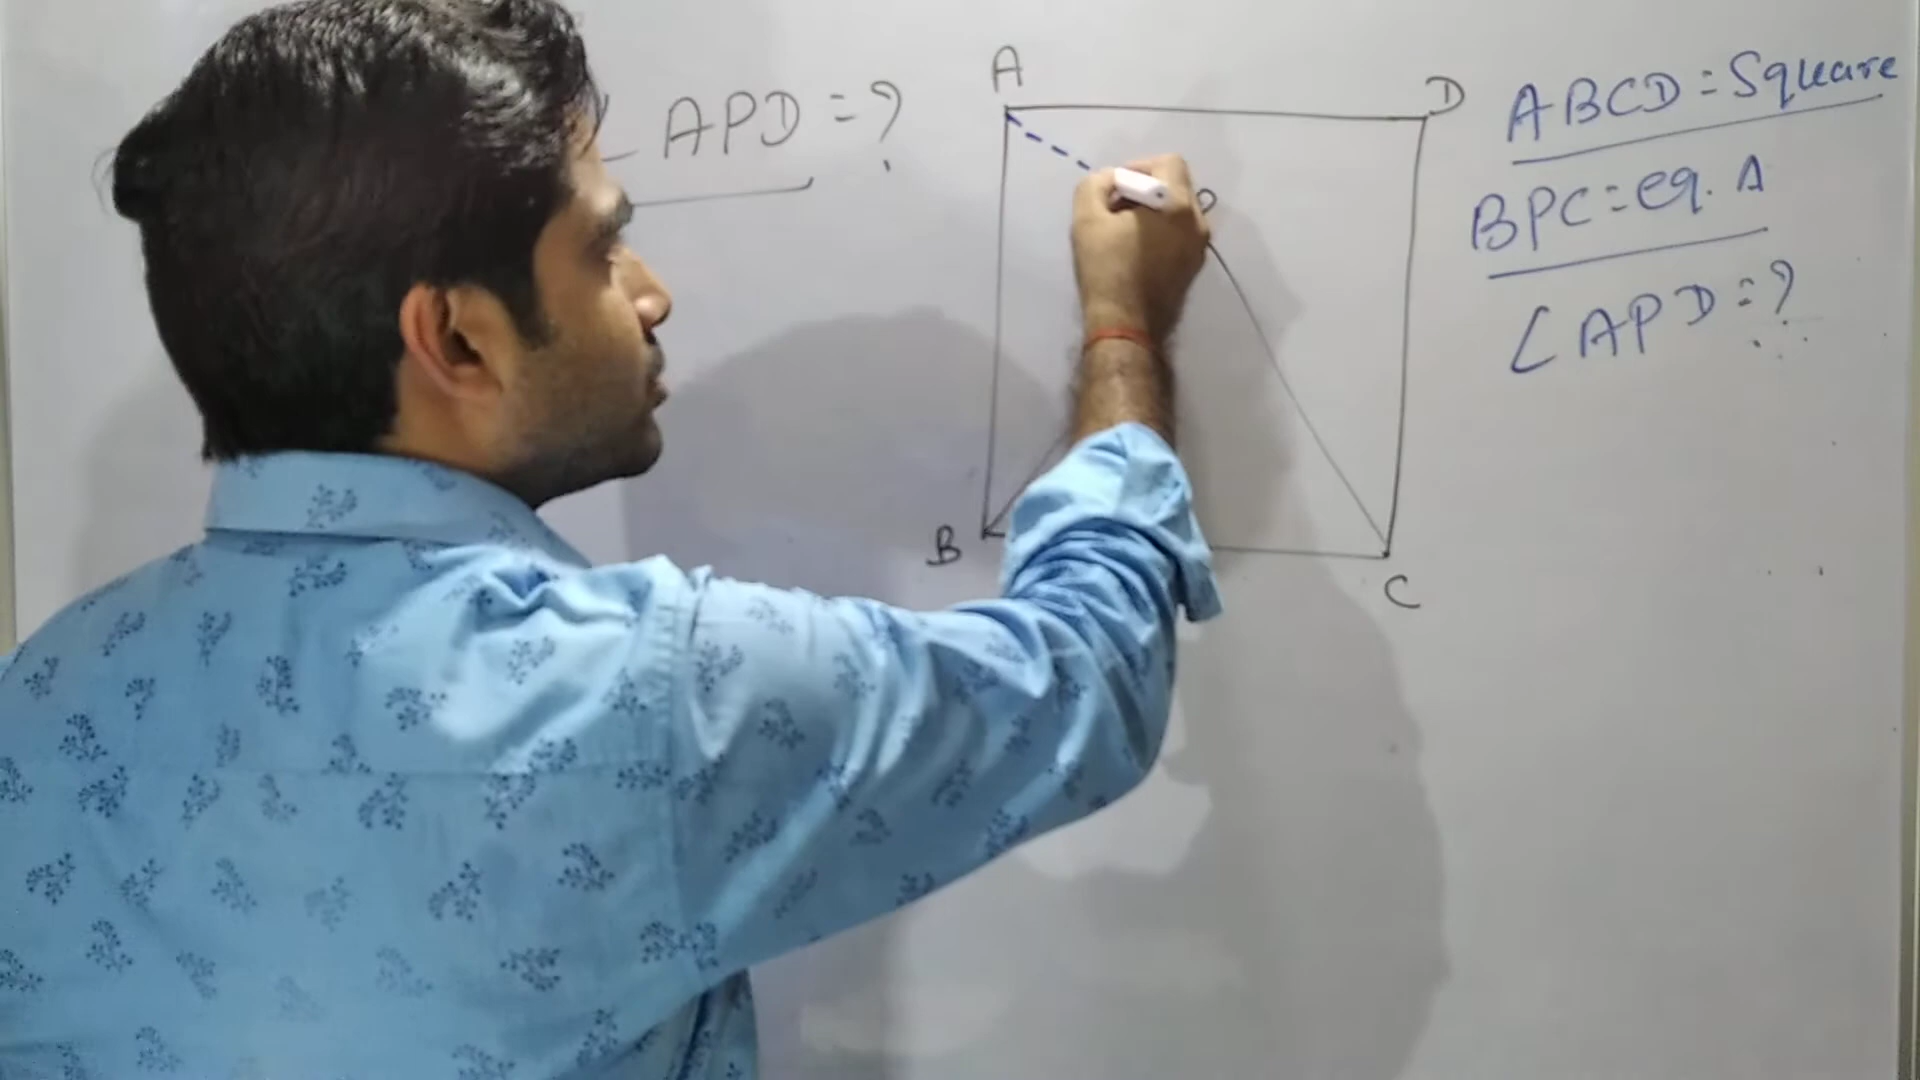 ∠APD = ?
A
D
P
B
C
ABCD = Square
BPC = eq. Δ
∠APD = ?